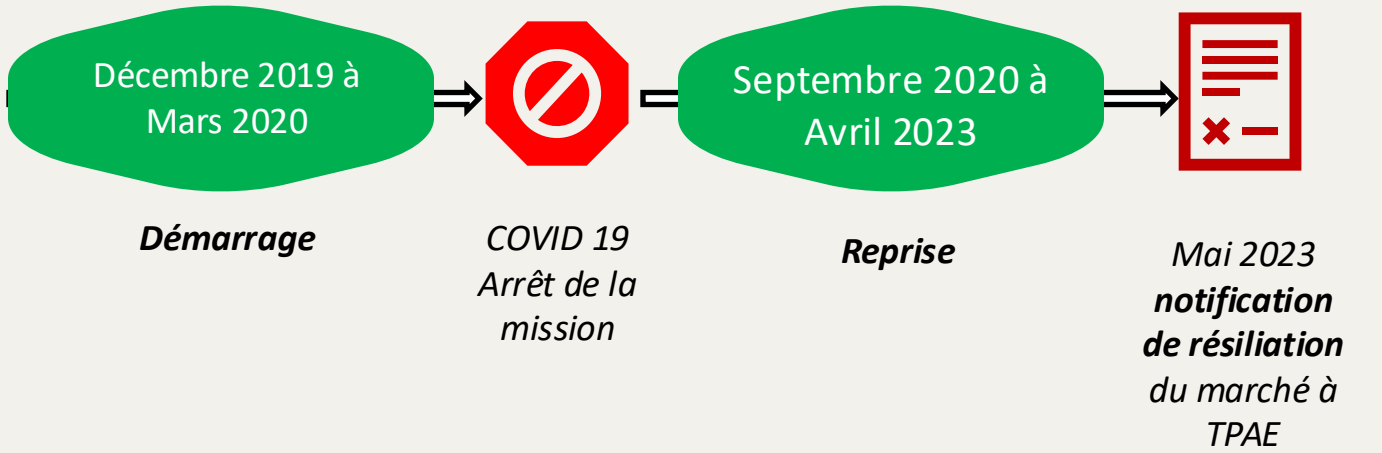 Décembre 2019 à
Mars 2020
Démarrage
COVID 19
Arrêt de la
mission
Septembre 2020 à
Avril 2023
Reprise
Mai 2023
notification
de résiliation
du marché à
TPAE